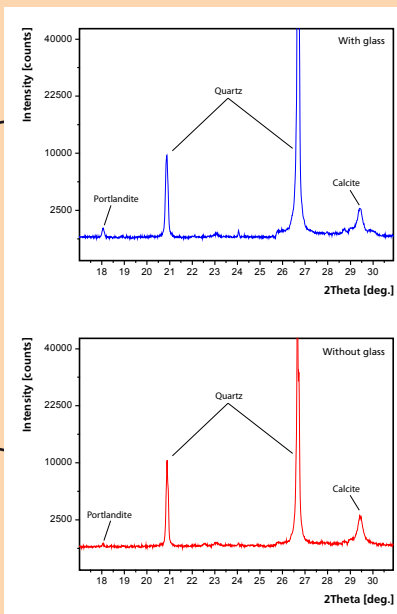 Intensity [counts]
40000
22500
10000
2500
With glass
Quartz
Portlandite
Calcite
18 19 20 21 22 23 24 25 26 27 28 29 30
2Theta [deg.]
Intensity [counts]
40000
22500
10000
2500
Without glass
Quartz
Portlandite
Calcite
18 19 20 21 22 23 24 25 26 27 28 29 30
2Theta [deg.]